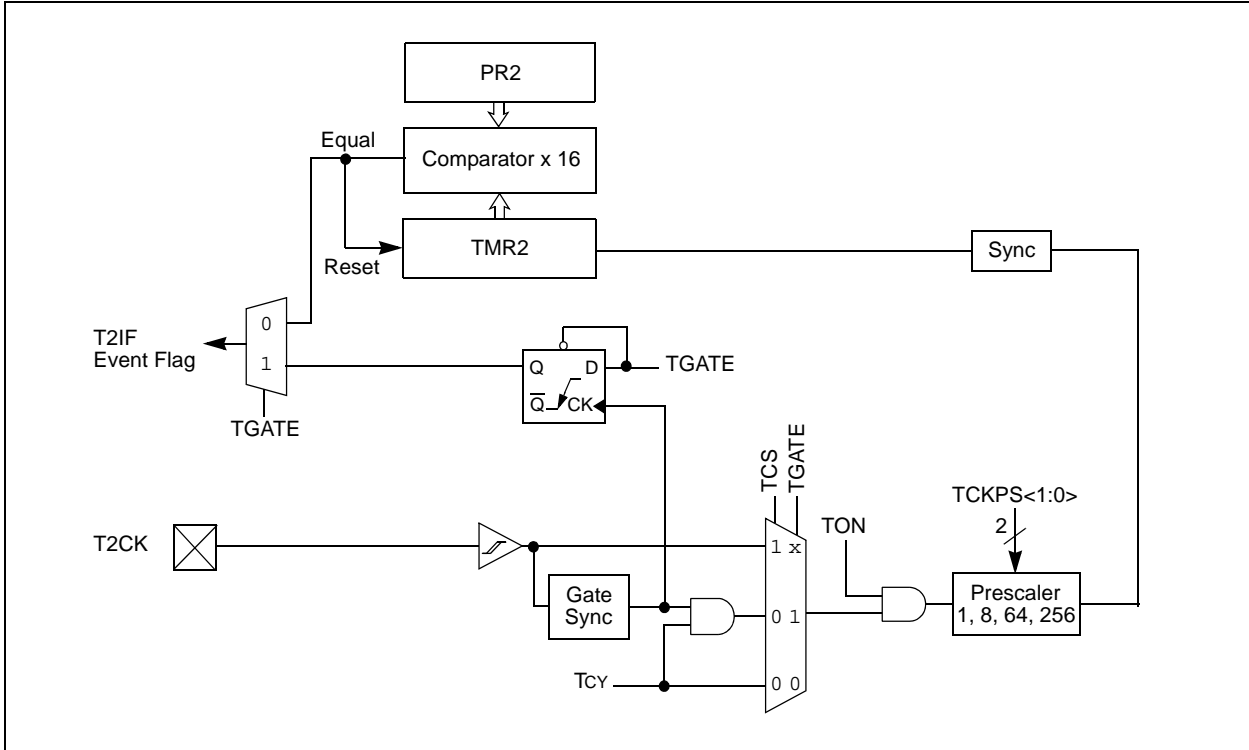 PR2
Equal
Comparator x 16
TMR2
Reset
Sync
0
T2IF
Event Flag
1
Q D
TGATE
Q̅ CK
TGATE
TCS
TGATE
TCKPS<1:0>
TON
2
T2CK
1 x
Gate
Sync
0 1
Prescaler
1, 8, 64, 256
TCY
0 0